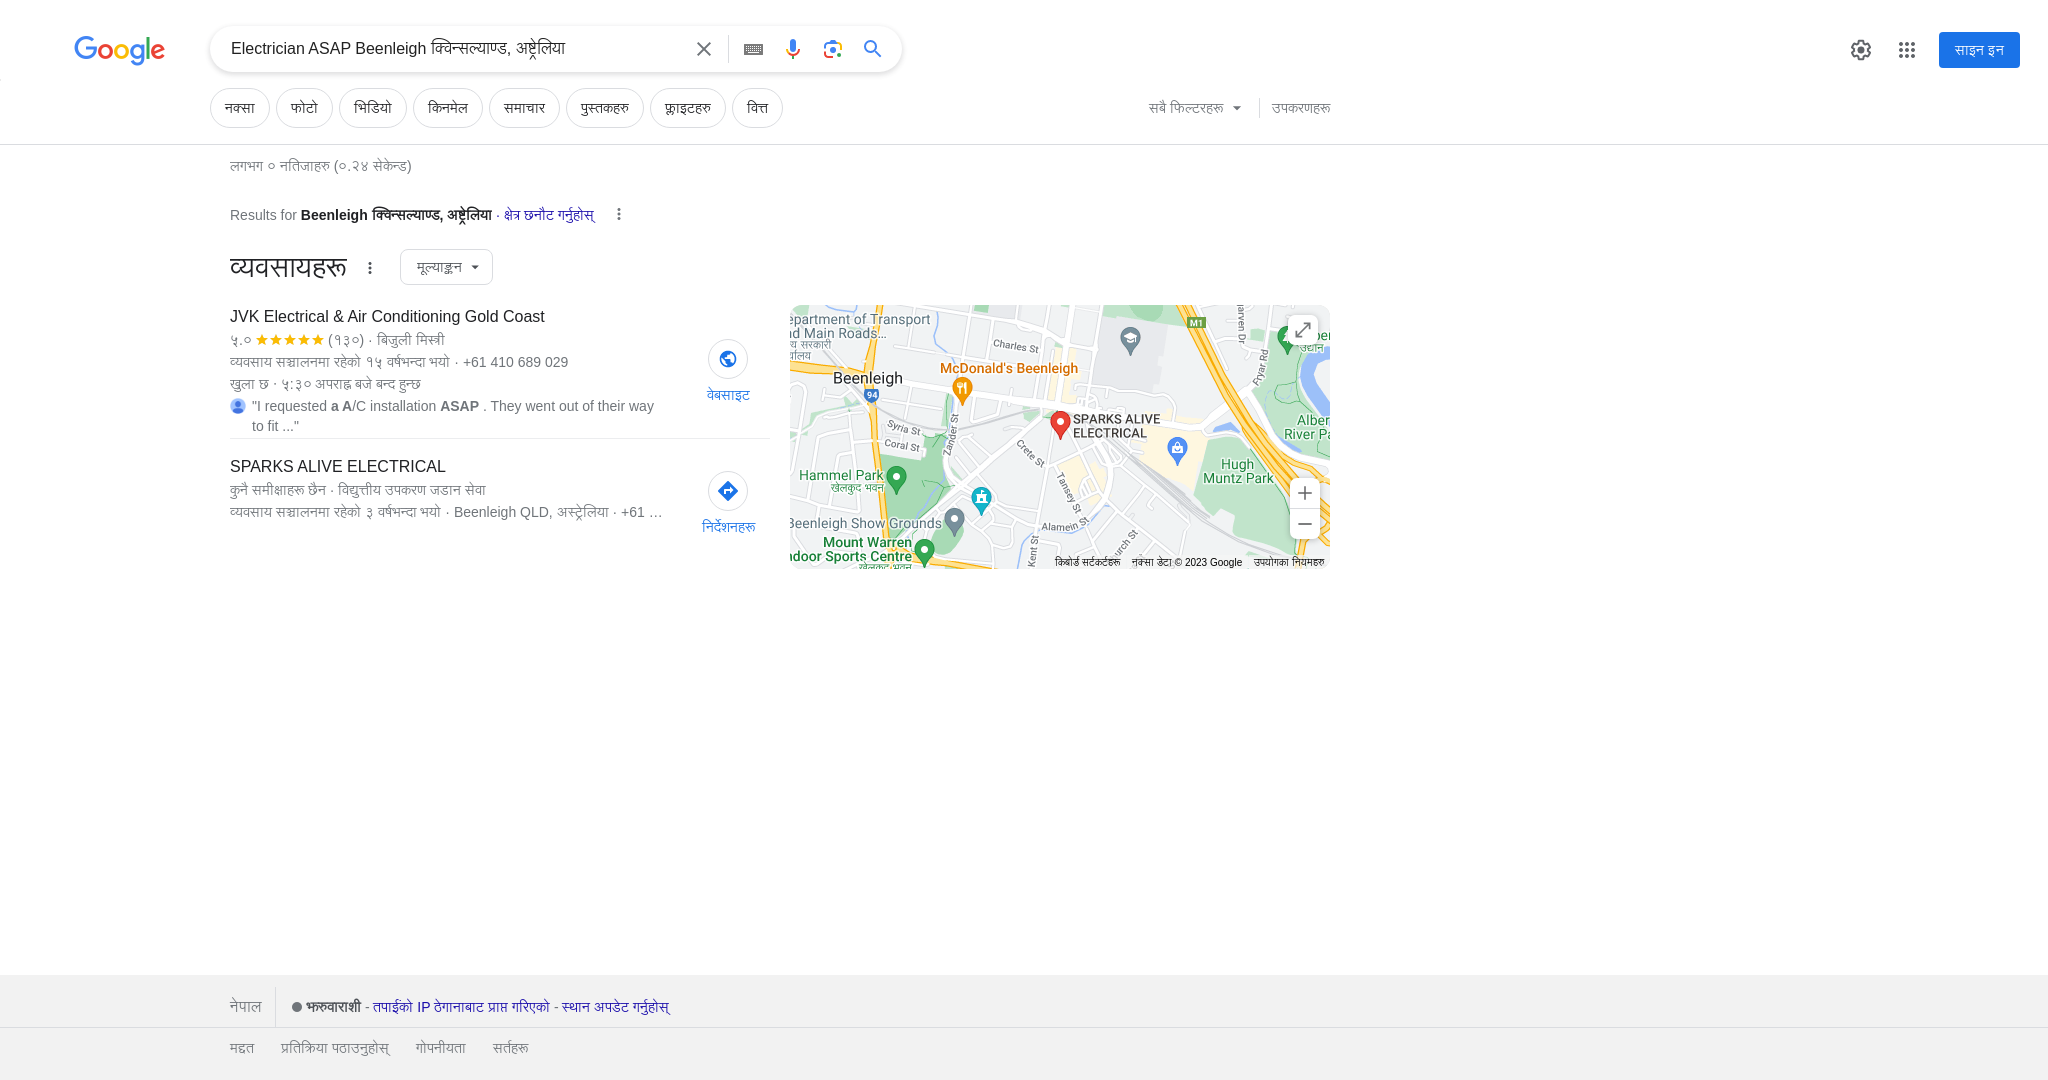 Google
Electrician ASAP Beenleigh क्विन्सल्याण्ड, अष्ट्रेलिया
साइन इन
नक्सा
फोटो
भिडियो
किनमेल
समाचार
पुस्तकहरु
फ्लाइटहरु
वित्त
सबै फिल्टरहरू
उपकरणहरू
लगभग ० नतिजाहरु (०.२४ सेकेन्ड)
Results for Beenleigh क्विन्सल्याण्ड, अष्ट्रेलिया · क्षेत्र छनौट गर्नुहोस्
व्यवसायहरू
मूल्याङ्कन
JVK Electrical & Air Conditioning Gold Coast
५.० (१३०) · बिजुली मिस्त्री
व्यवसाय सञ्चालनमा रहेको १५ वर्षभन्दा भयो · +61 410 689 029
खुला छ · ५:३० अपराह्न बजे बन्द हुन्छ
"I requested a A/C installation ASAP . They went out of their way
to fit ..."
वेबसाइट
SPARKS ALIVE ELECTRICAL
कुनै समीक्षाहरू छैन · विद्युत्तीय उपकरण जडान सेवा
व्यवसाय सञ्चालनमा रहेको ३ वर्षभन्दा भयो · Beenleigh QLD, अस्ट्रेलिया · +61 …
निर्देशनहरू
epartment of Transport
nd Main Roads...
य सरकारी
र्यालय
Beenleigh
94
McDonald's Beenleigh
Charles St
M1
arven Dr
Fryar Rd
उद्यान
SPARKS ALIVE
ELECTRICAL
Alber
River Pa
Syria St
Coral St
Zander St
Crete St
Tansey St
Hammel Park
खेलकुद भवन
Hugh
Muntz Park
Beenleigh Show Grounds
Alamein St
Kent St
urch St
Mount Warren
ndoor Sports Centre
खेलकुद भवन
किबोर्ड सर्टकर्टहरू
नक्सा डेटा © 2023 Google
उपयोगका नियमहरु
नेपाल
झरुवाराशी - तपाईंको IP ठेगानाबाट प्राप्त गरिएको - स्थान अपडेट गर्नुहोस्
मद्दत
प्रतिक्रिया पठाउनुहोस्
गोपनीयता
सर्तहरू